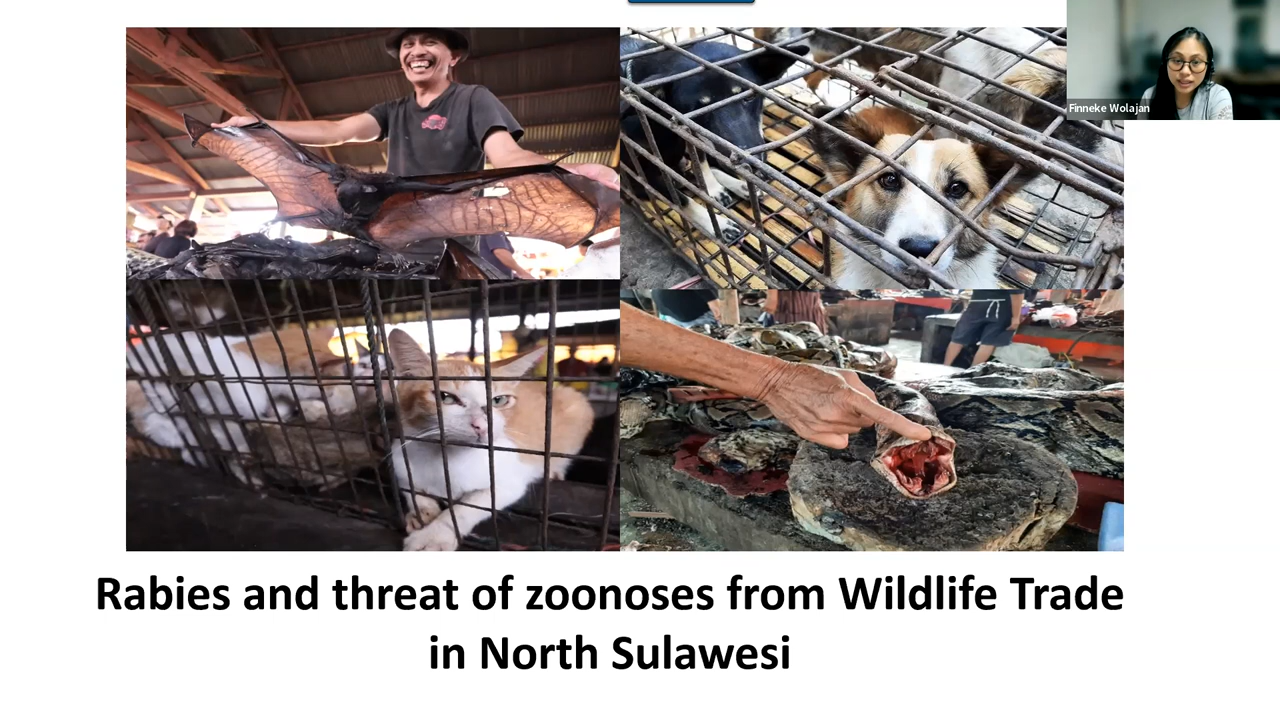 Finneke Wolajan
Rabies and threat of zoonoses from Wildlife Trade
in North Sulawesi